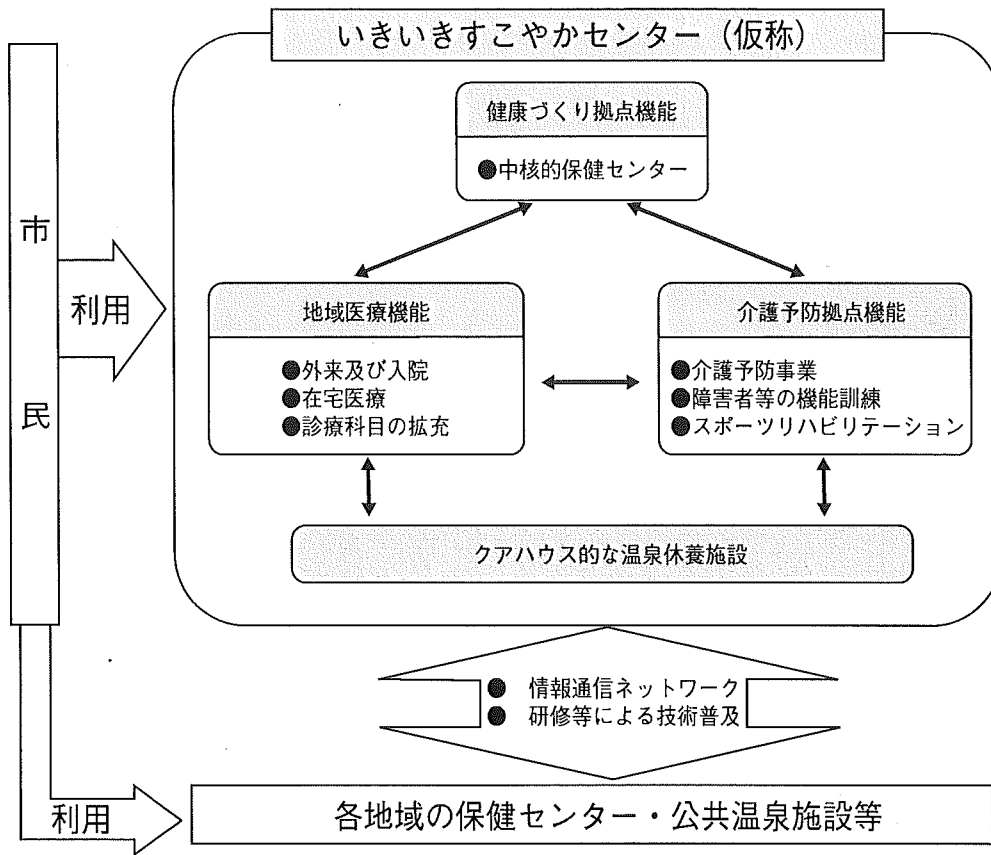 いきいきすこやかセンター（仮称）
健康づくり拠点機能
●中核的保健センター
市民
利用
地域医療機能
●外来及び入院
●在宅医療
●診療科目の拡充
介護予防拠点機能
●介護予防事業
●障害者等の機能訓練
●スポーツリハビリテーション
クアハウス的な温泉休養施設
● 情報通信ネットワーク
● 研修等による技術普及
利用
各地域の保健センター・公共温泉施設等